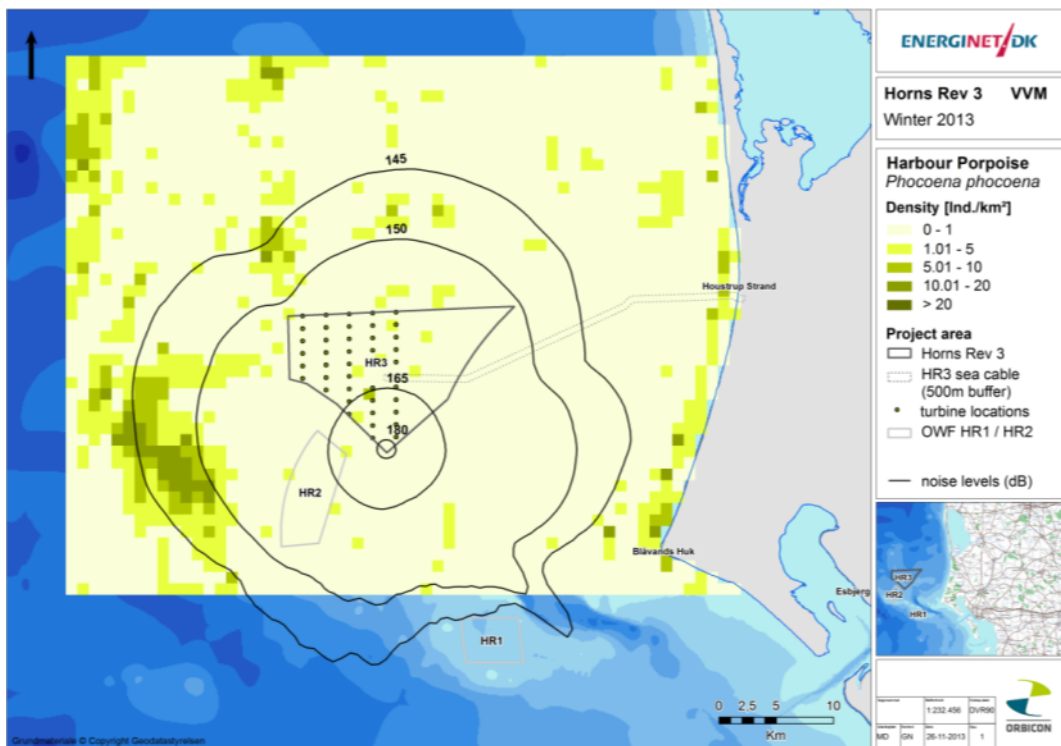 145
150
Houstrup Strand
HR3
165
180
HR2
Blåvands Huk
Esbjerg
HR1
0 2.5 5 10
Km
Grundmateriale © Copyright Geodatastyrelsen
ENERGINET/DK
Horns Rev 3 VVM
Winter 2013
Harbour Porpoise
Phocoena phocoena
Density [Ind./km²]
0 - 1
1.01 - 5
5.01 - 10
10.01 - 20
> 20
Project area
Horns Rev 3
HR3 sea cable
(500m buffer)
turbine locations
OWF HR1 / HR2
noise levels (dB)
HR3
HR2
HR1
1:232.456 DVR90
MD GN 26-11-2013 1
ORBICON